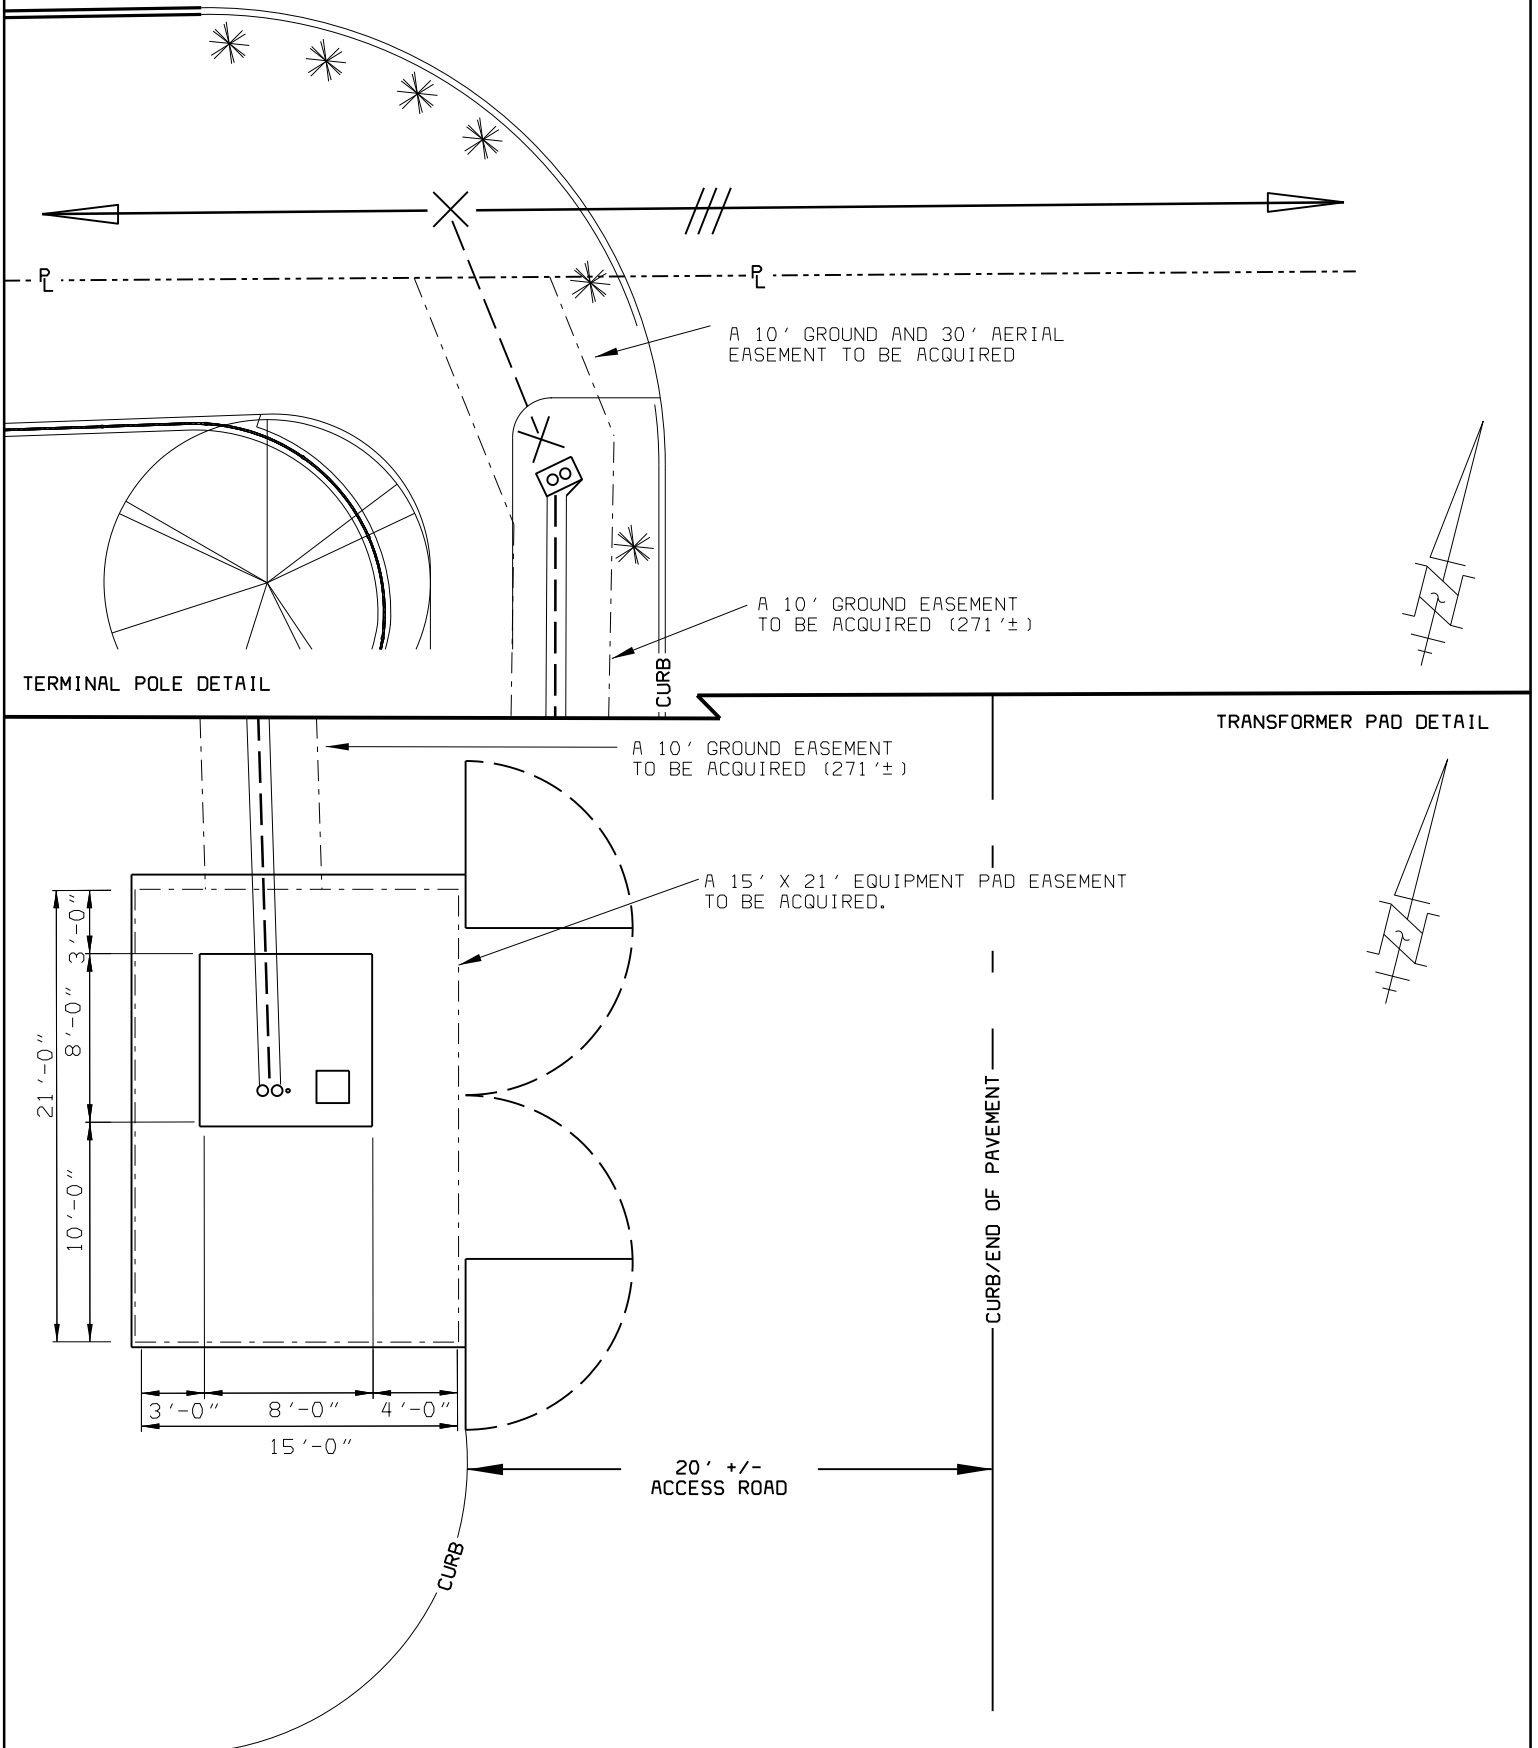 PL
PL
A 10' GROUND AND 30' AERIAL
EASEMENT TO BE ACQUIRED
A 10' GROUND EASEMENT
TO BE ACQUIRED (271'±)
CURB
TERMINAL POLE DETAIL
TRANSFORMER PAD DETAIL
A 10' GROUND EASEMENT
TO BE ACQUIRED (271'±)
A 15' X 21' EQUIPMENT PAD EASEMENT
TO BE ACQUIRED.
3'-0"
8'-0"
21'-0"
10'-0"
CURB/END OF PAVEMENT
3'-0"
8'-0"
4'-0"
15'-0"
20' +/-
ACCESS ROAD
CURB